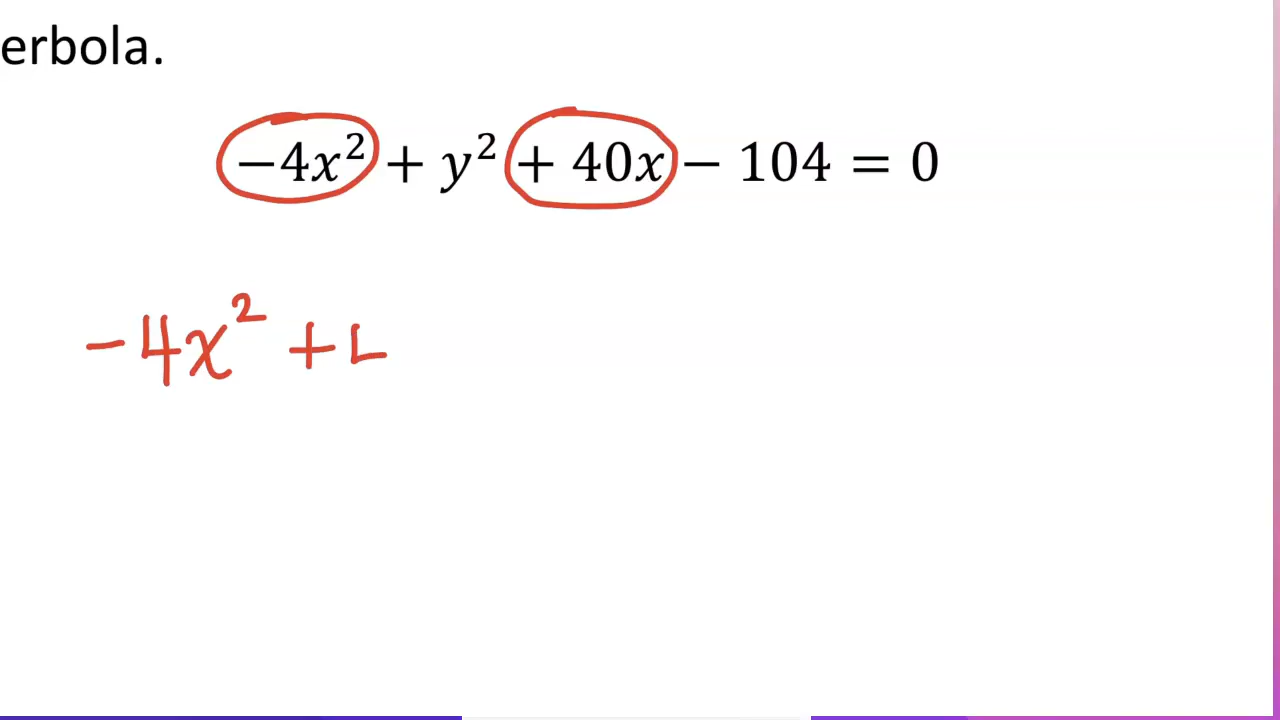 erbola.
−4x² + y² + 40x − 104 = 0
-4x² +